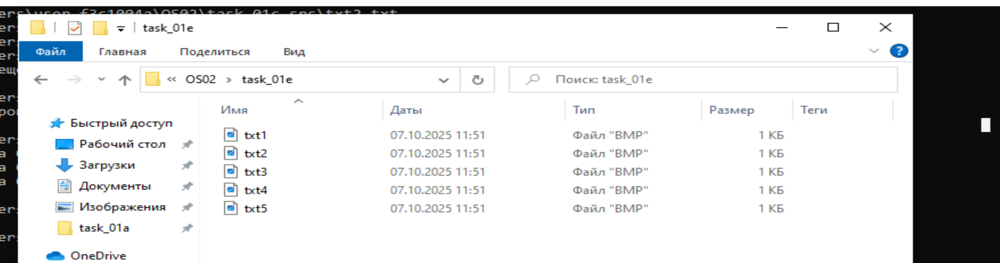 task_01e
Файл Главная Поделиться Вид
« OS02 > task_01e Поиск: task_01e
Имя Даты Тип Размер Теги
Быстрый доступ
Рабочий стол
Загрузки
Документы
Изображения
task_01a
OneDrive
txt1 07.10.2025 11:51 Файл "BMP" 1 КБ
txt2 07.10.2025 11:51 Файл "BMP" 1 КБ
txt3 07.10.2025 11:51 Файл "BMP" 1 КБ
txt4 07.10.2025 11:51 Файл "BMP" 1 КБ
txt5 07.10.2025 11:51 Файл "BMP" 1 КБ